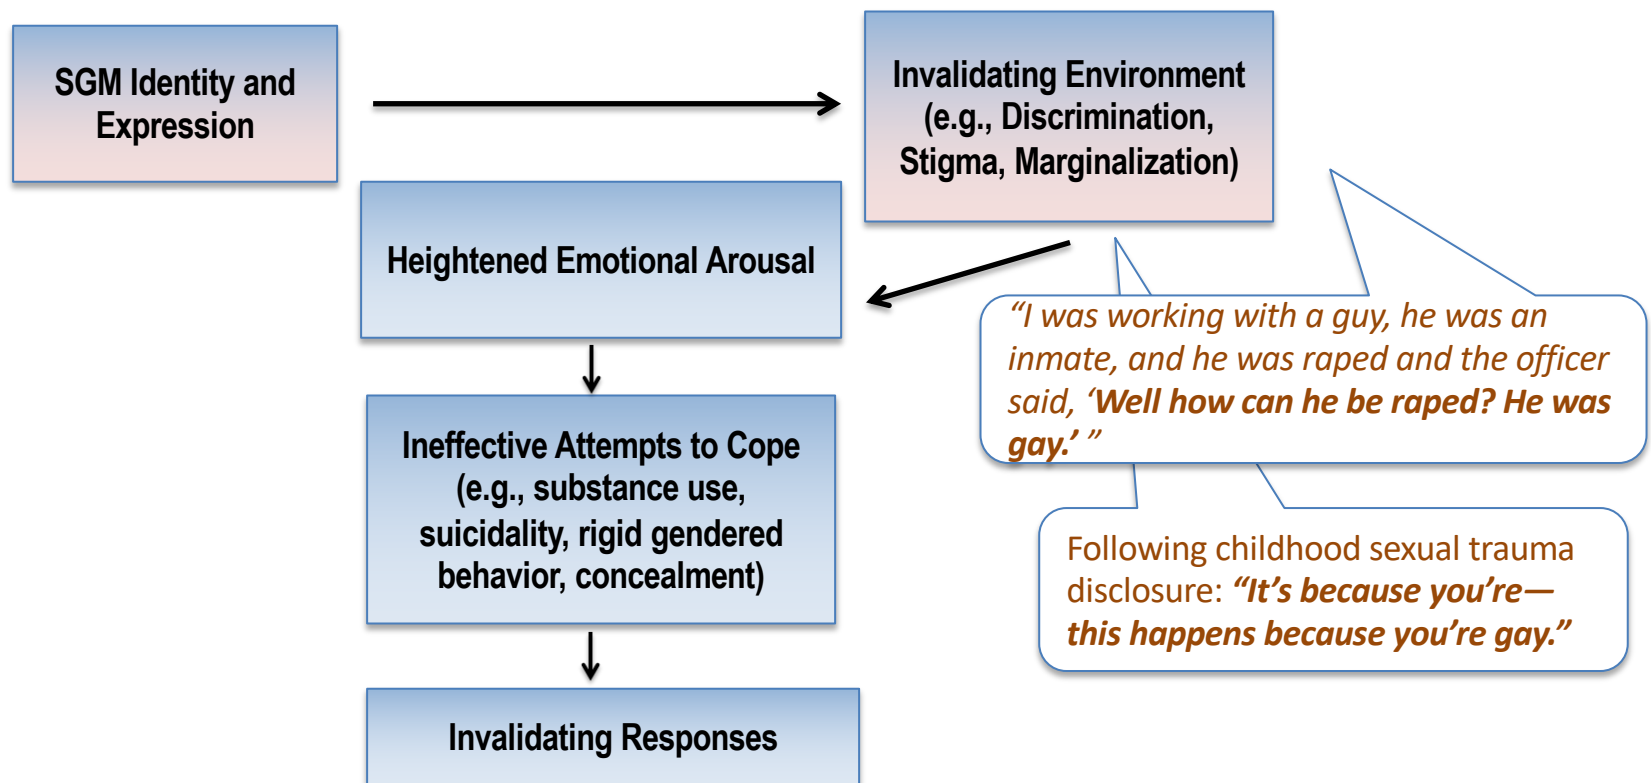 SGM Identity and
Expression
Invalidating Environment
(e.g., Discrimination,
Stigma, Marginalization)
Heightened Emotional Arousal
“I was working with a guy, he was an
inmate, and he was raped and the officer
said, ‘Well how can he be raped? He was
gay.’ ”
Ineffective Attempts to Cope
(e.g., substance use,
suicidality, rigid gendered
behavior, concealment)
Following childhood sexual trauma
disclosure: “It’s because you’re—
this happens because you’re gay.”
Invalidating Responses